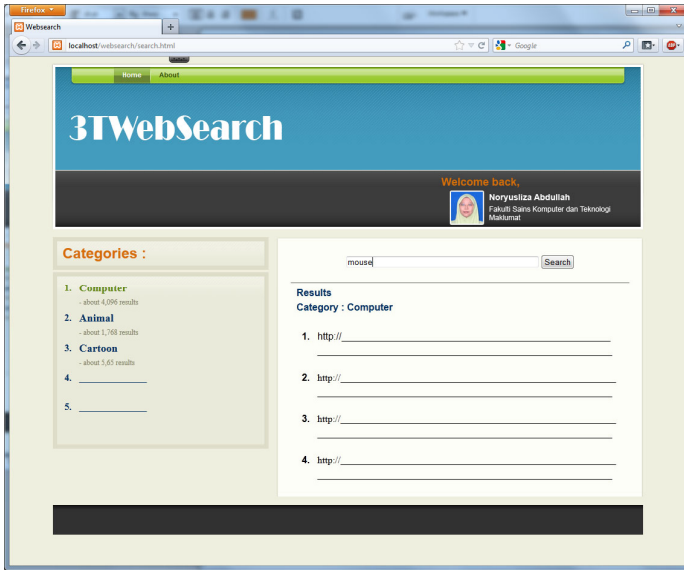 Firefox
Websearch
localhost/websearch/search.html
Google
Home
About
3TWebSearch
Welcome back,
Noryusliza Abdullah
Fakulti Sains Komputer dan Teknologi
Maklumat
Categories :
1. Computer
- about 4,096 results
2. Animal
- about 1,768 results
3. Cartoon
- about 5,65 results
4. ______________
5. ______________
mouse
Search
Results
Category : Computer
1. http://
2. http://
3. http://
4. http://